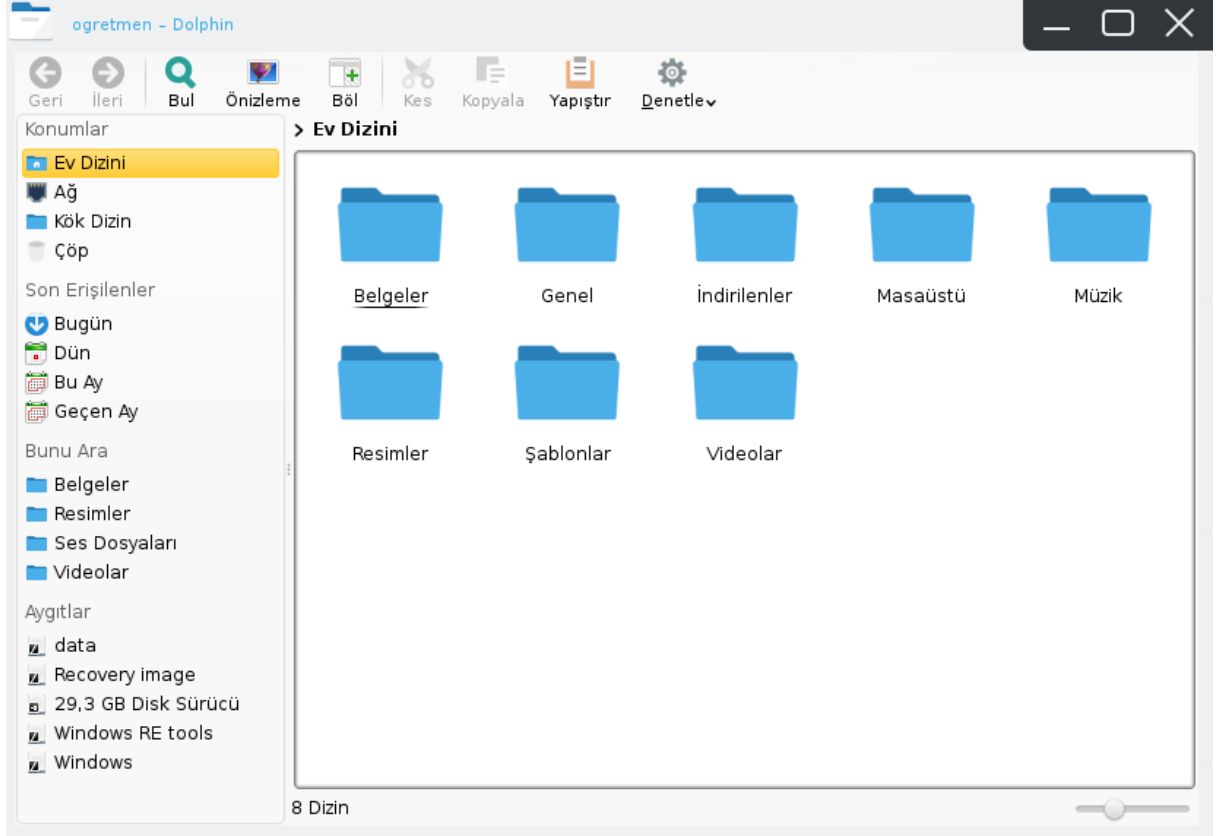 ogretmen – Dolphin
Geri İleri Bul Önizleme Böl Kes Kopyala Yapıştır Denetle
Konumlar
Ev Dizini
Ağ
Kök Dizin
Çöp
Son Erişilenler
Bugün
Dün
Bu Ay
Geçen Ay
Bunu Ara
Belgeler
Resimler
Ses Dosyaları
Videolar
Aygıtlar
data
Recovery image
29,3 GB Disk Sürücü
Windows RE tools
Windows
> Ev Dizini
Belgeler Genel İndirilenler Masaüstü Müzik
Resimler Şablonlar Videolar
8 Dizin